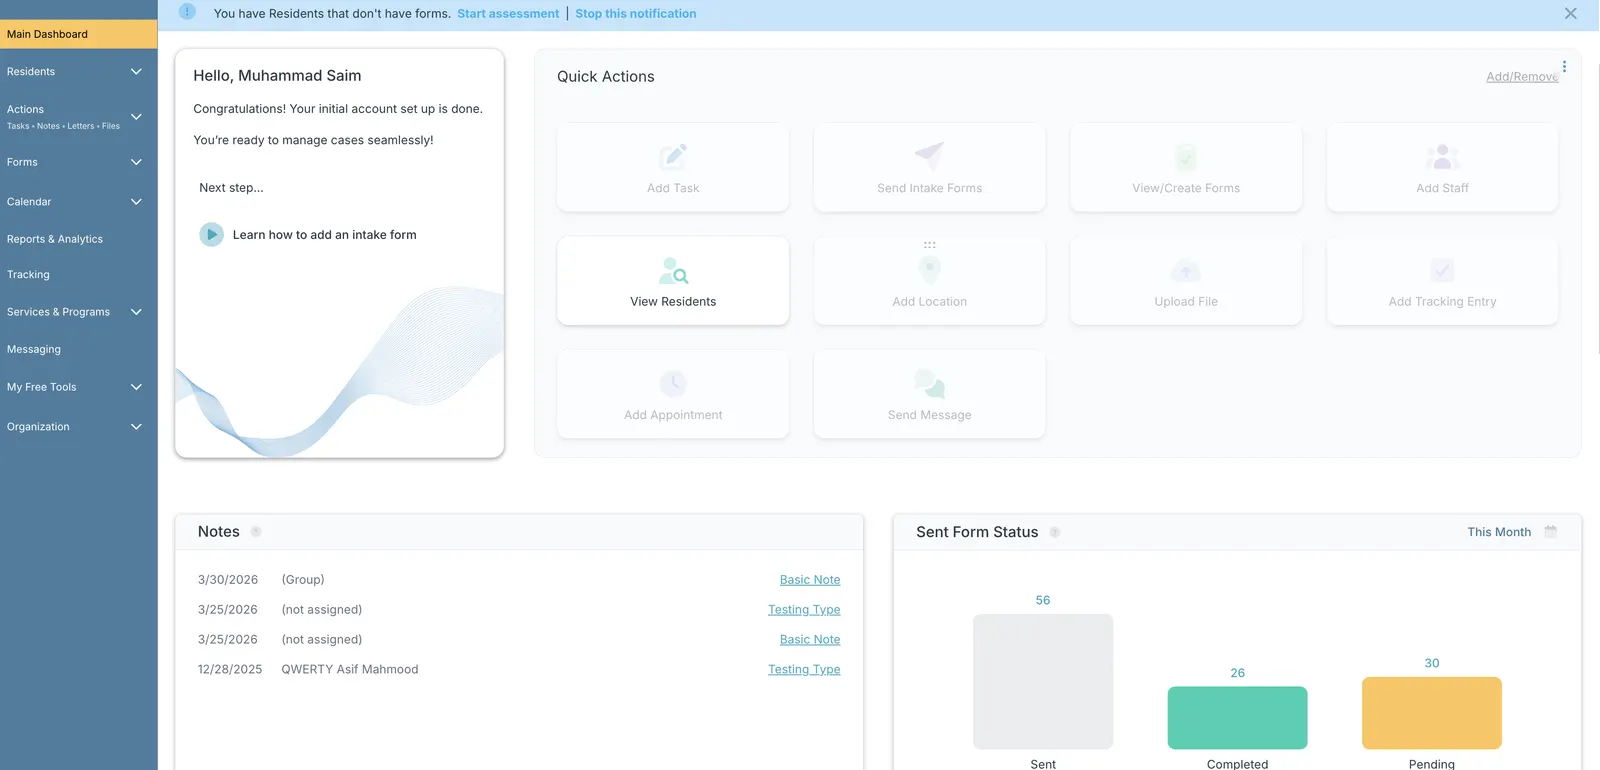 You have Residents that don't have forms. Start assessment | Stop this notification
Main Dashboard
Residents
Actions
Tasks • Notes • Letters • Files
Forms
Calendar
Reports & Analytics
Tracking
Services & Programs
Messaging
My Free Tools
Organization
Hello, Muhammad Saim
Congratulations! Your initial account set up is done.
You're ready to manage cases seamlessly!
Next step...
Learn how to add an intake form
Quick Actions
Add/Remove
Add Task
Send Intake Forms
View/Create Forms
Add Staff
View Residents
Add Location
Upload File
Add Tracking Entry
Add Appointment
Send Message
Notes
3/30/2026 (Group) Basic Note
3/25/2026 (not assigned) Testing Type
3/25/2026 (not assigned) Basic Note
12/28/2025 QWERTY Asif Mahmood Testing Type
Sent Form Status
This Month
56
26
30
Sent
Completed
Pending